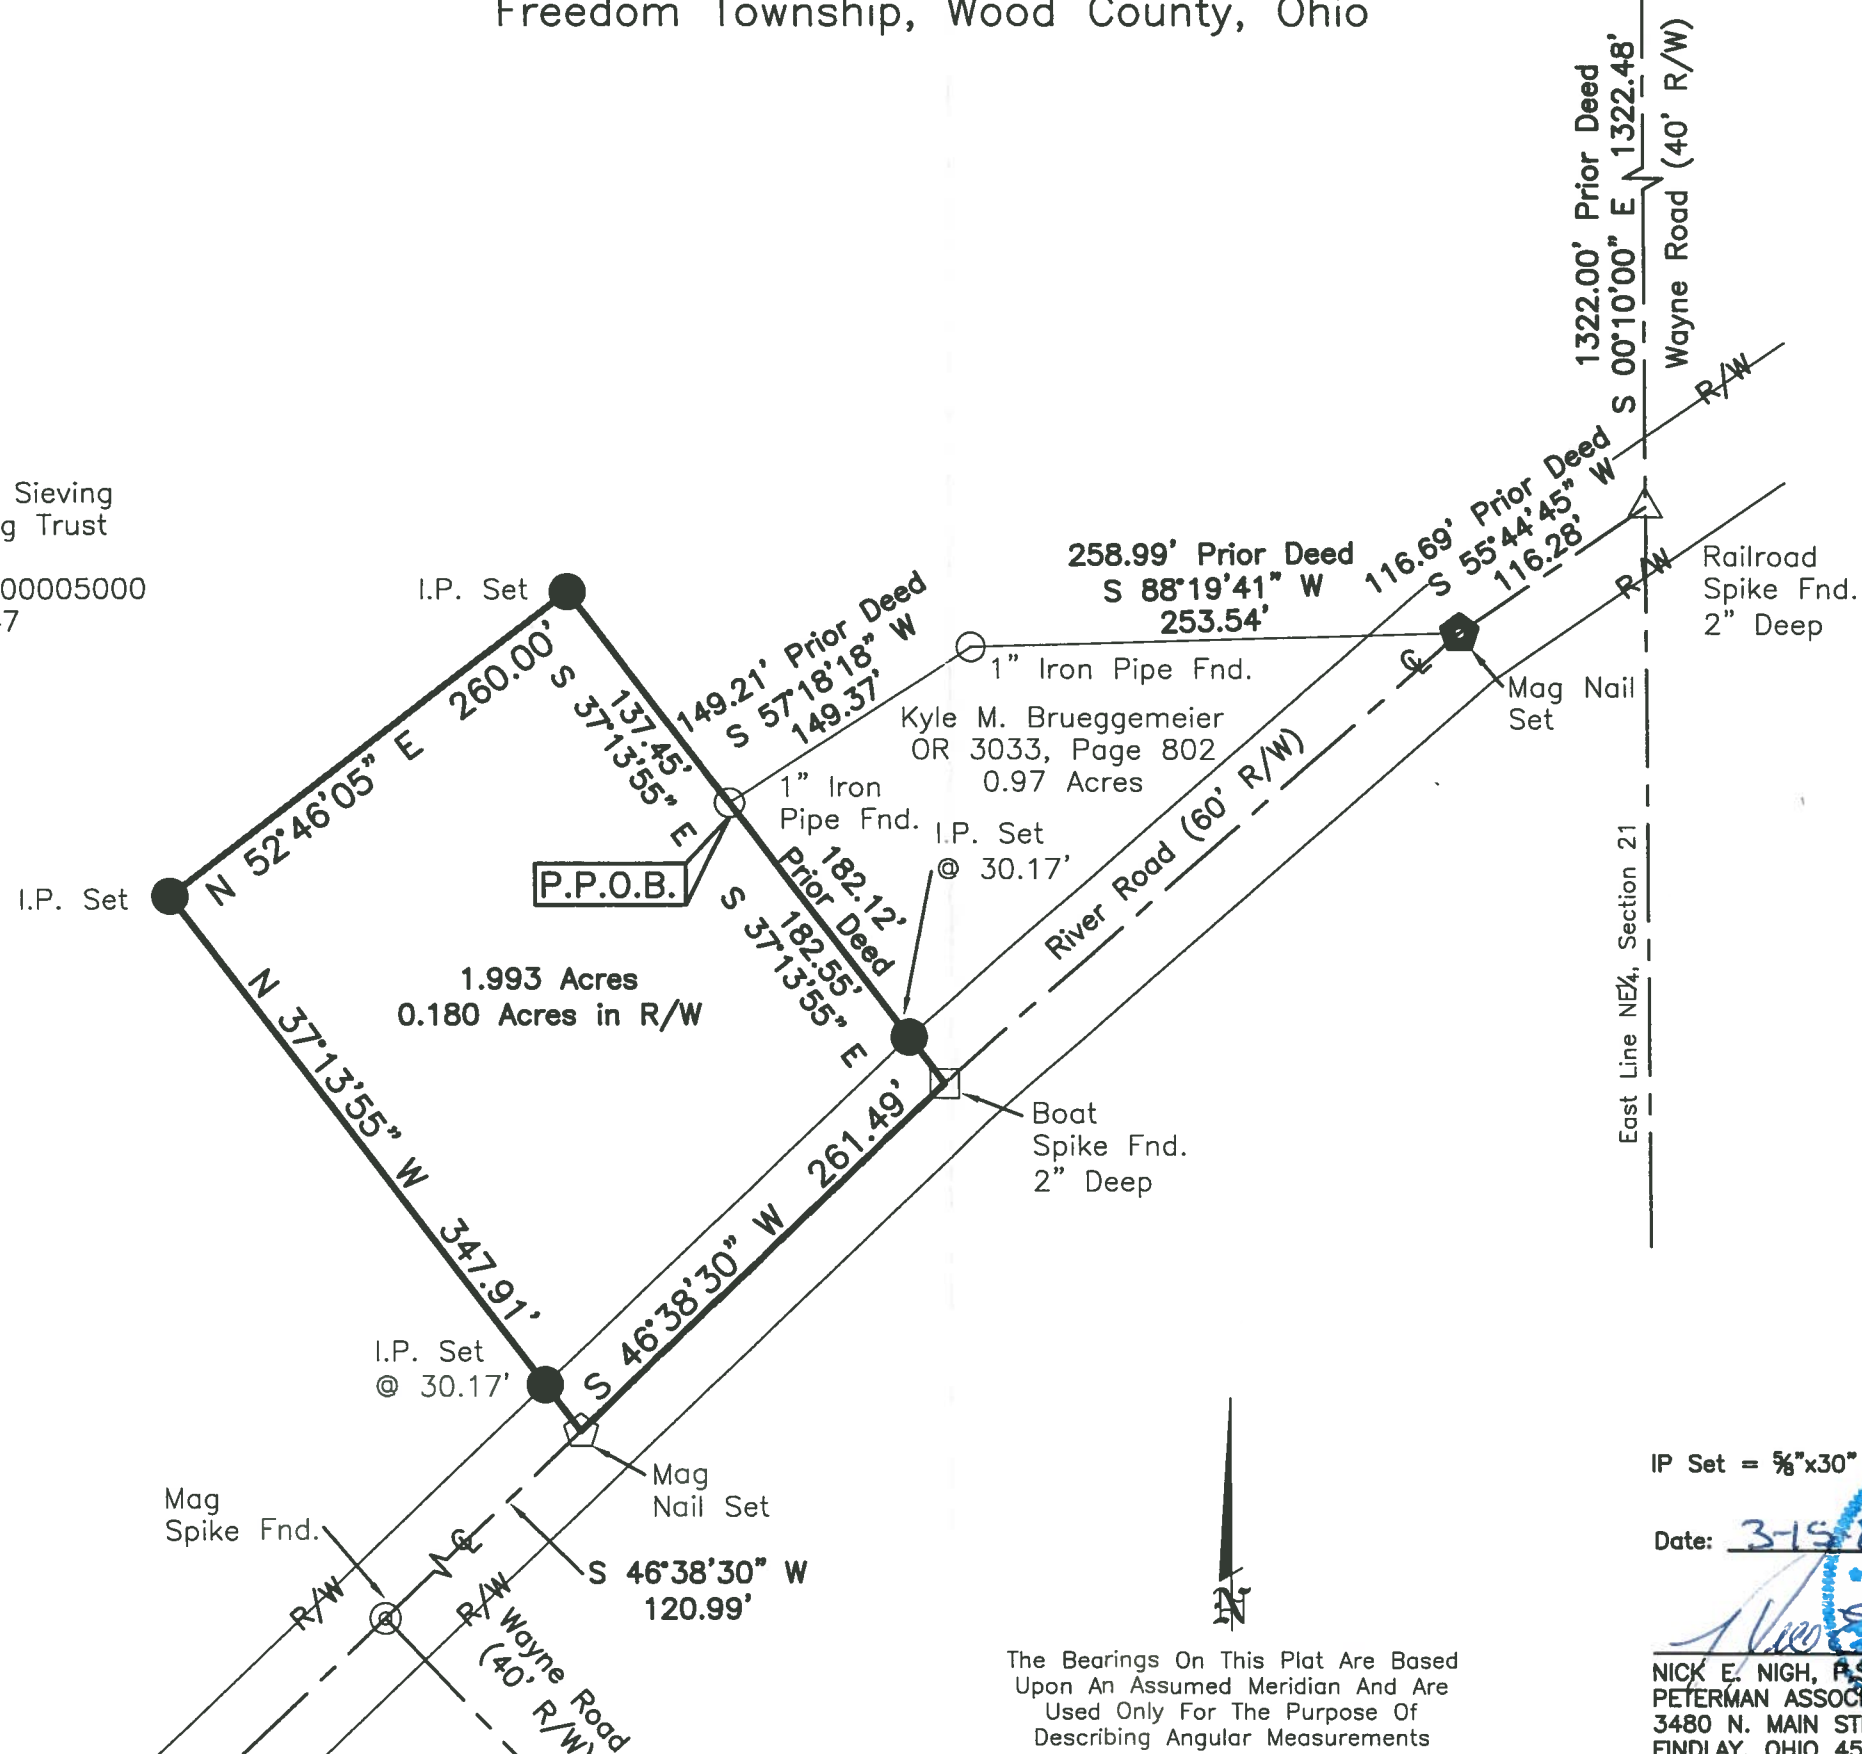 Freedom Township, Wood County, Ohio
1322.00' Prior Deed
S 00°10'00" E 1322.48'
Wayne Road (40' R/W)
R/W
Sieving
g Trust
00005000
7
I.P. Set
260.00'
N 52°46'05" E
137.45'
S 37°13'55" E
149.21' Prior Deed
S 57°18'18" W
149.37'
258.99' Prior Deed
S 88°19'41" W
253.54'
116.69' Prior Deed
S 55°44'45" W
116.28'
R/W
Railroad
Spike Fnd.
2" Deep
1" Iron Pipe Fnd.
Mag Nail
Set
Kyle M. Brueggemeier
OR 3033, Page 802
0.97 Acres
1" Iron
Pipe Fnd.
I.P. Set
@ 30.17'
P.P.O.B.
182.12'
Prior Deed
182.55'
S 37°13'55" E
River Road (60' R/W)
East Line NE¼, Section 21
I.P. Set
1.993 Acres
0.180 Acres in R/W
N 37°13'55" W 347.91'
S 46°38'30" W 261.49'
Boat
Spike Fnd.
2" Deep
I.P. Set
@ 30.17'
Mag
Nail Set
Mag
Spike Fnd.
S 46°38'30" W
120.99'
R/W
R/W
Wayne Road
(40' R/W)
N
The Bearings On This Plat Are Based
Upon An Assumed Meridian And Are
Used Only For The Purpose Of
Describing Angular Measurements
IP Set = ⅝"x30"
Date: 3-15-
NICK E. NIGH, P.S.
PETERMAN ASSOC
3480 N. MAIN ST
FINDLAY, OHIO 45